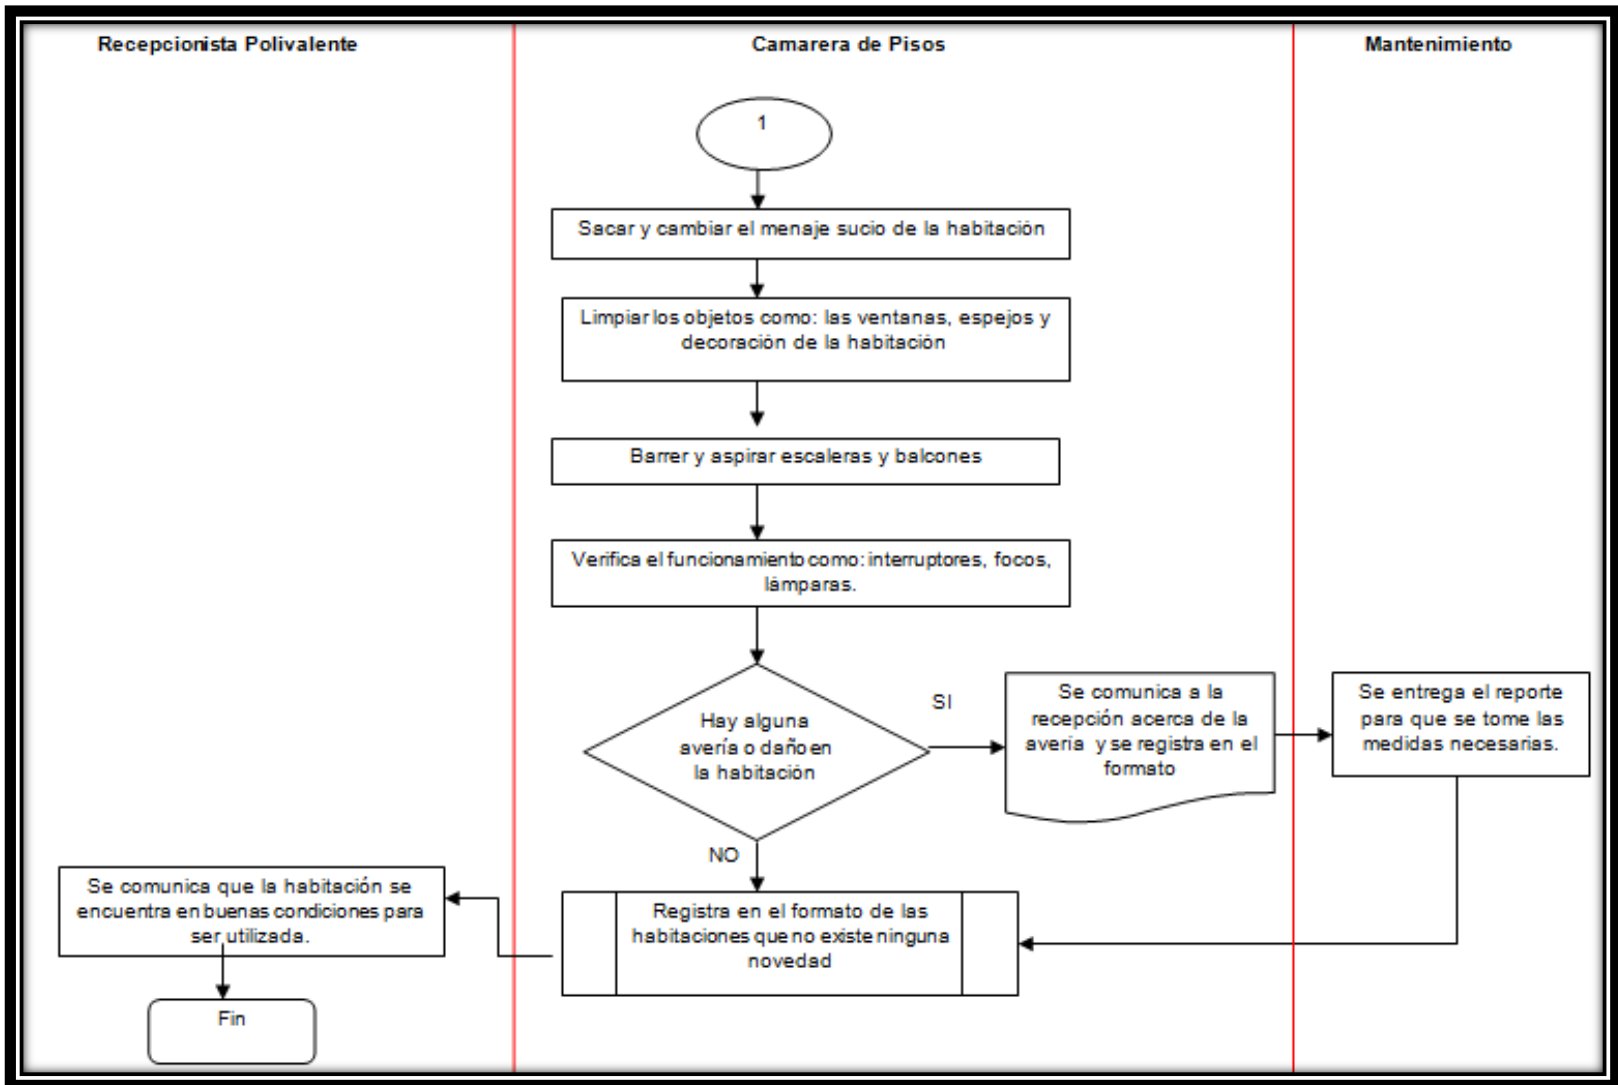 Recepcionista Polivalente
Camarera de Pisos
Mantenimiento
1
Sacar y cambiar el menaje sucio de la habitación
Limpiar los objetos como: las ventanas, espejos y
decoración de la habitación
Barrer y aspirar escaleras y balcones
Verifica el funcionamiento como: interruptores, focos,
lámparas.
Hay alguna
avería o daño en
la habitación
SI
Se comunica a la
recepción acerca de la
avería y se registra en el
formato
Se entrega el reporte
para que se tome las
medidas necesarias.
NO
Registra en el formato de las
habitaciones que no existe ninguna
novedad
Se comunica que la habitación se
encuentra en buenas condiciones para
ser utilizada.
Fin